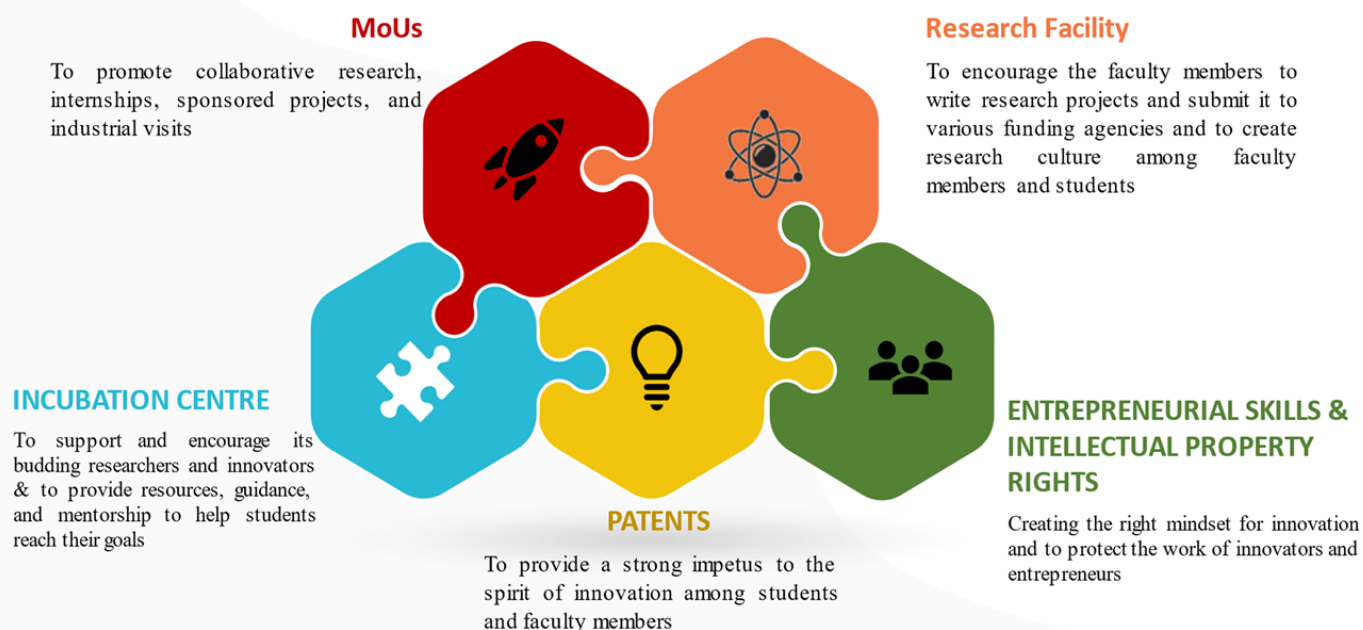 MoUs
To promote collaborative research,
internships, sponsored projects, and
industrial visits
Research Facility
To encourage the faculty members to
write research projects and submit it to
various funding agencies and to create
research culture among faculty
members and students
INCUBATION CENTRE
To support and encourage its
budding researchers and innovators
& to provide resources, guidance,
and mentorship to help students
reach their goals
PATENTS
To provide a strong impetus to the
spirit of innovation among students
and faculty members
ENTREPRENEURIAL SKILLS &
INTELLECTUAL PROPERTY
RIGHTS
Creating the right mindset for innovation
and to protect the work of innovators and
entrepreneurs